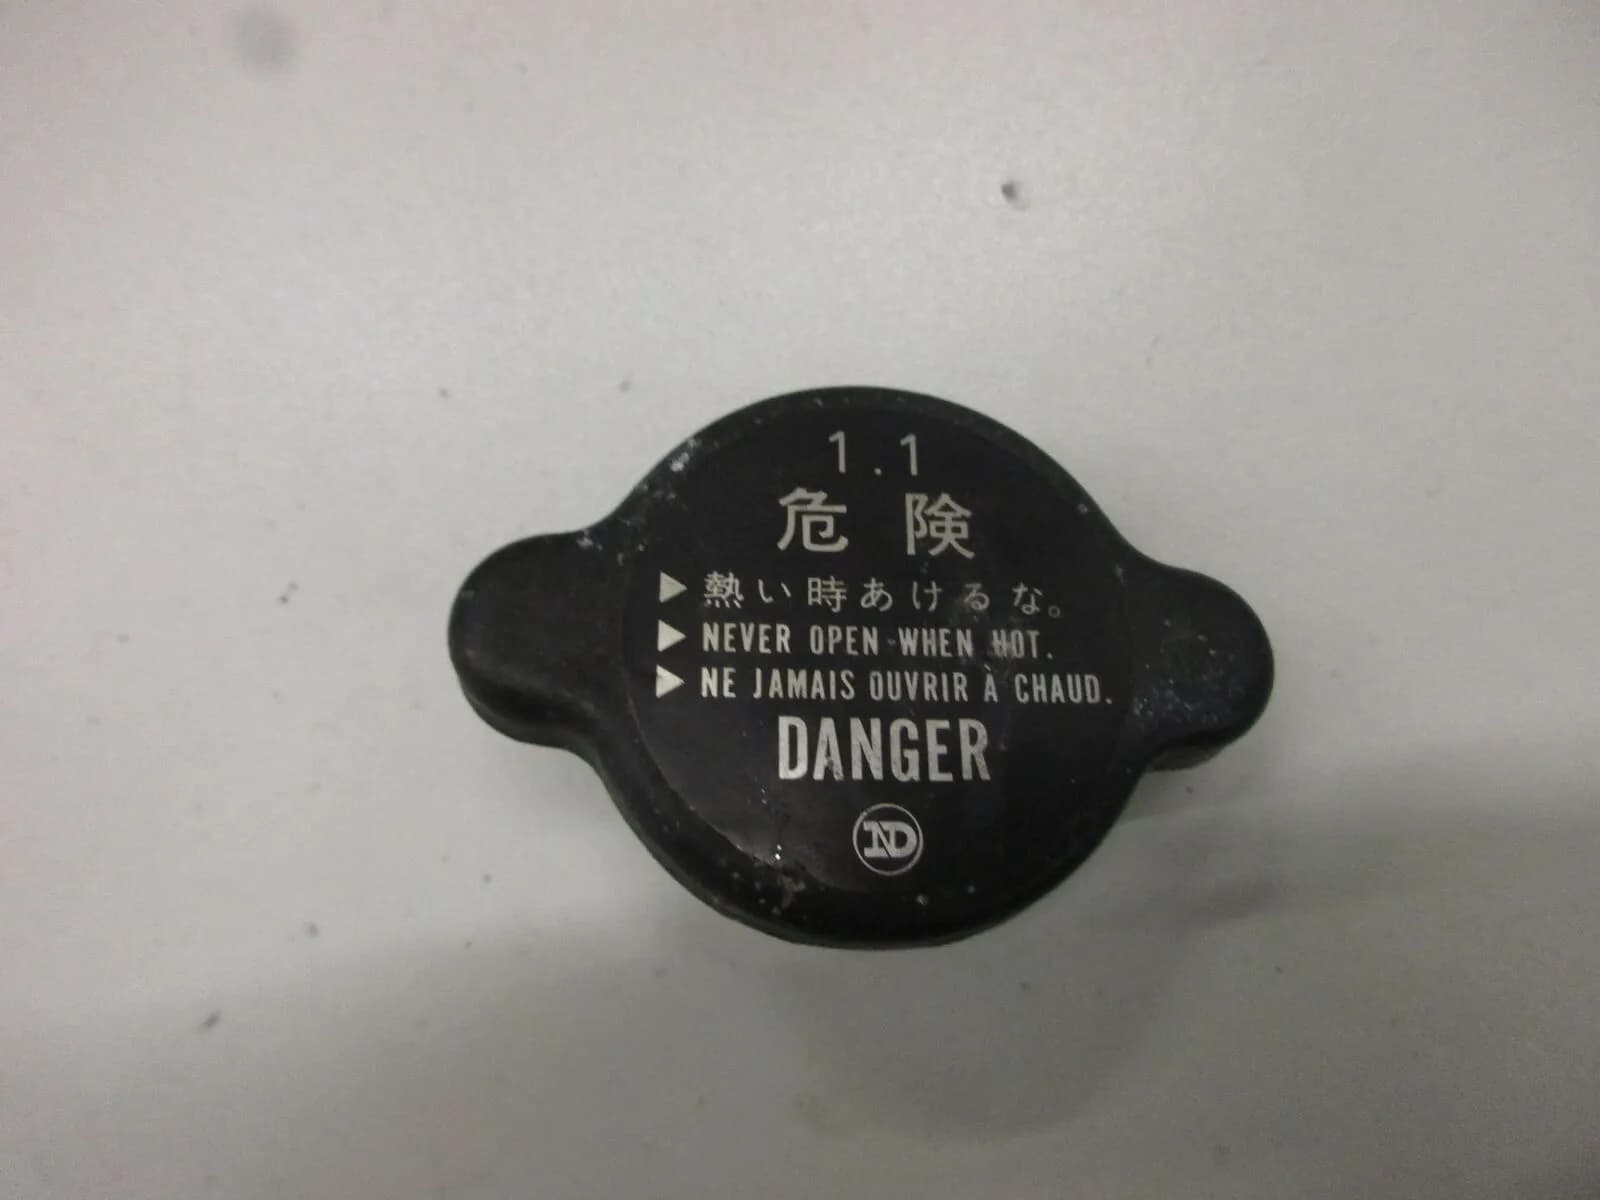 1.1
危険
▶熱い時あけるな。
▶NEVER OPEN WHEN HOT.
▶NE JAMAIS OUVRIR À CHAUD.
DANGER
ND